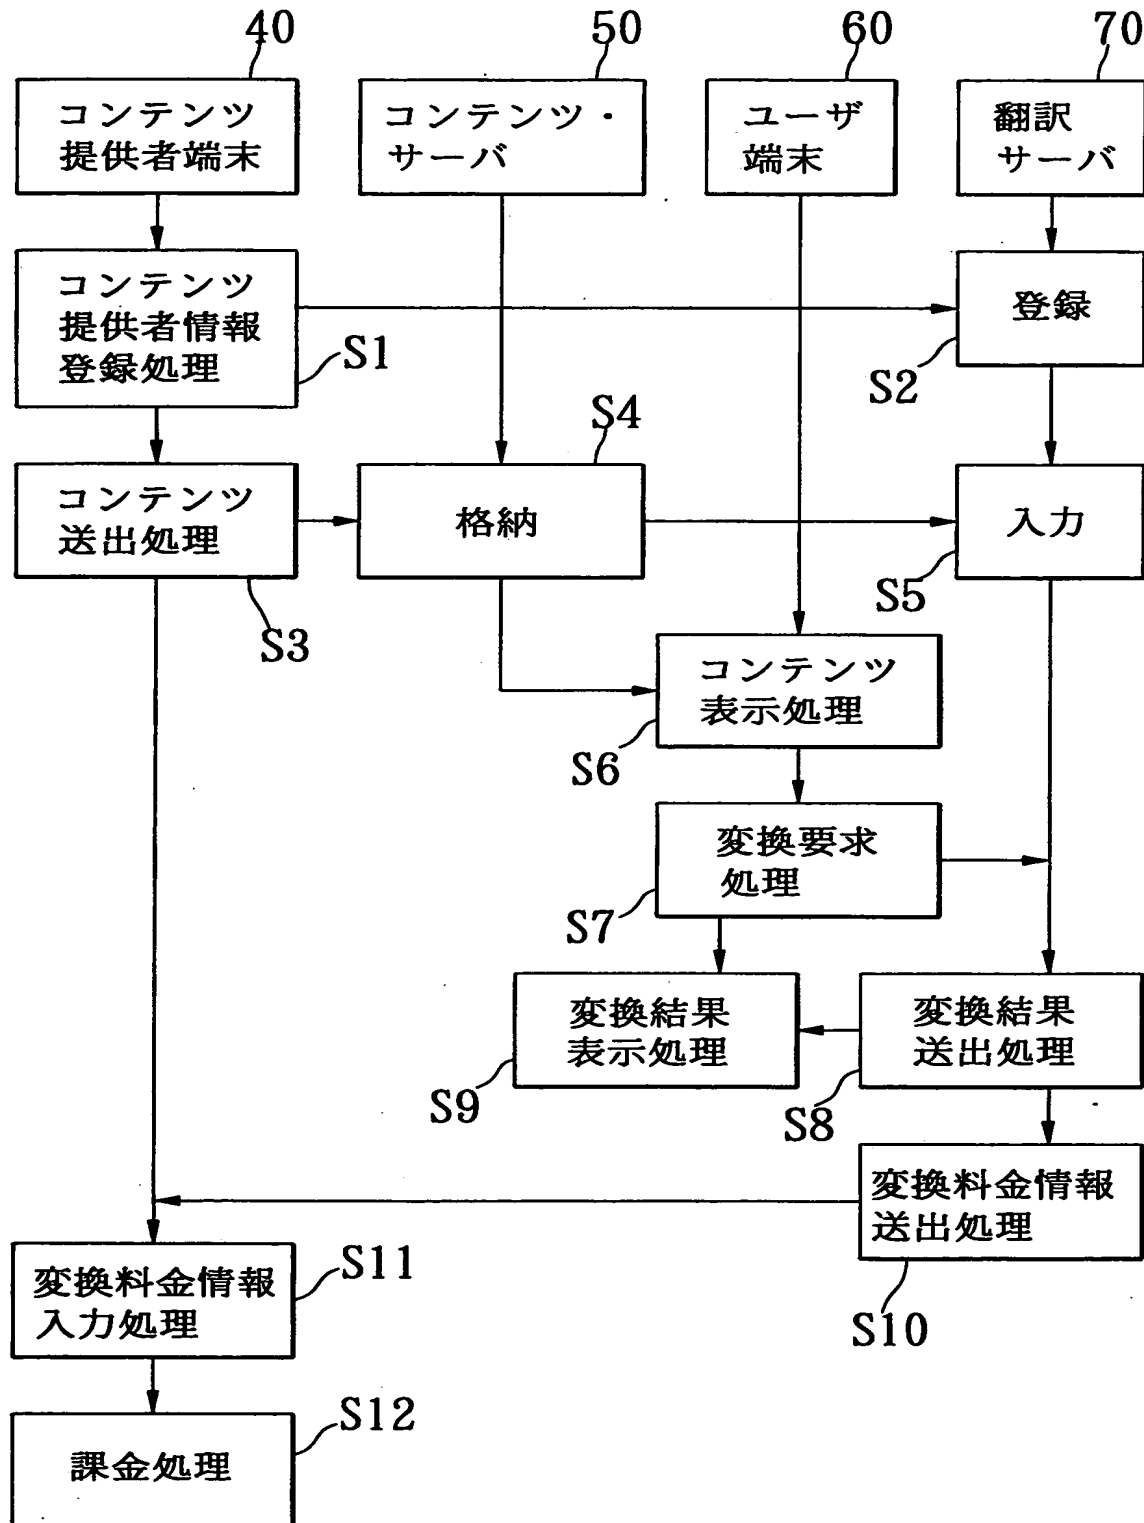 40
50
60
70
コンテンツ
提供者端末
コンテンツ・
サーバ
ユーザ
端末
翻訳
サーバ
コンテンツ
提供者情報
登録処理
S1
登録
S2
コンテンツ
送出処理
S3
S4
格納
入力
S5
コンテンツ
表示処理
S6
変換要求
処理
S7
変換結果
表示処理
S9
変換結果
送出処理
S8
変換料金情報
送出処理
S10
変換料金情報
入力処理
S11
課金処理
S12